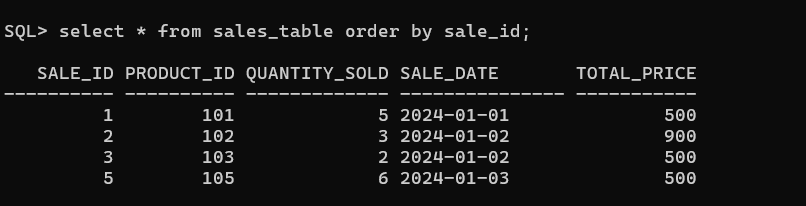 SQL> select * from sales_table order by sale_id;
SALE_ID PRODUCT_ID QUANTITY_SOLD SALE_DATE TOTAL_PRICE
---------- ---------- ------------- --------------- -----------
1 101 5 2024-01-01 500
2 102 3 2024-01-02 900
3 103 2 2024-01-02 500
5 105 6 2024-01-03 500